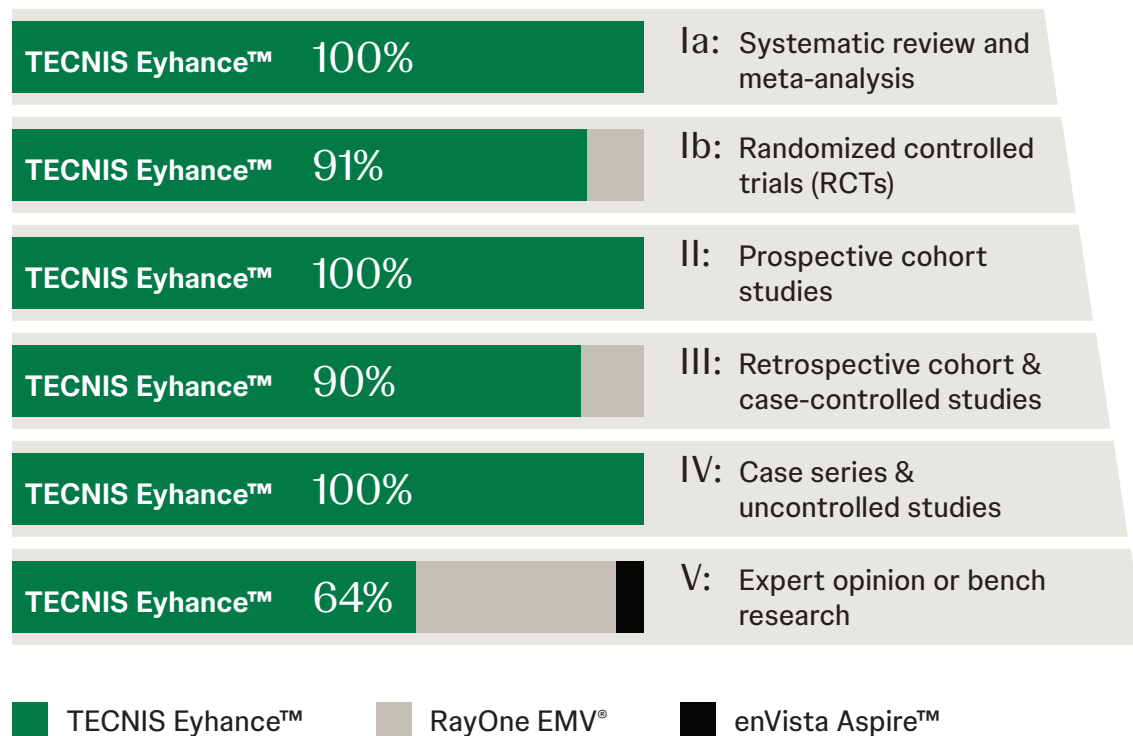 TECNIS Eyhance™ 100%
Ia: Systematic review and
meta-analysis
TECNIS Eyhance™ 91%
Ib: Randomized controlled
trials (RCTs)
TECNIS Eyhance™ 100%
II: Prospective cohort
studies
TECNIS Eyhance™ 90%
III: Retrospective cohort &
case-controlled studies
TECNIS Eyhance™ 100%
IV: Case series &
uncontrolled studies
TECNIS Eyhance™ 64%
V: Expert opinion or bench
research
TECNIS Eyhance™ RayOne EMV® enVista Aspire™